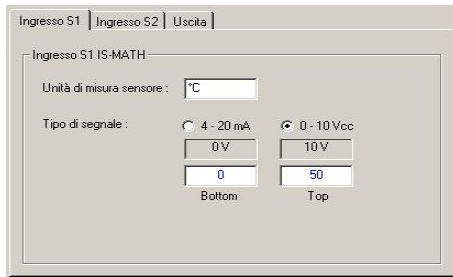 Ingresso S1 Ingresso S2 Uscita
Ingresso S1 IS-MATH
Unità di misura sensore : °C
Tipo di segnale : 4 - 20 mA 0 - 10 Vcc
0 V 10 V
0 50
Bottom Top